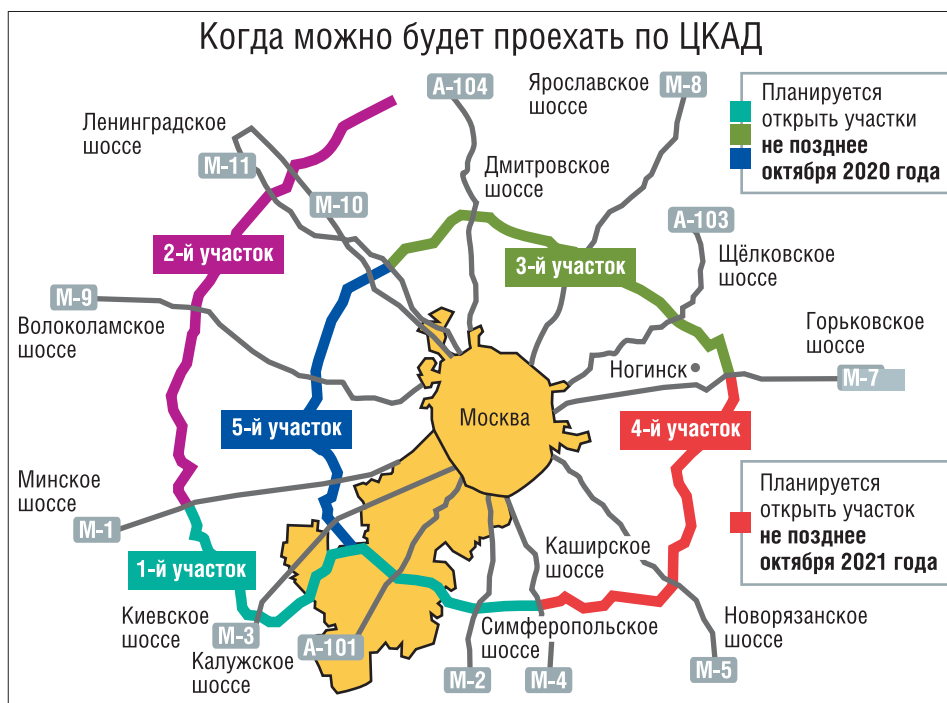 Когда можно будет проехать по ЦКАД
А-104
Ярославское
шоссе
М-8
Планируется
открыть участки
не позднее
октября 2020 года
Ленинградское
шоссе
М-11
М-10
Дмитровское
шоссе
А-103
Щёлковское
шоссе
2-й участок
3-й участок
М-9
Волоколамское
шоссе
Горьковское
шоссе
Ногинск
М-7
Москва
5-й участок
4-й участок
Минское
шоссе
М-1
Планируется
открыть участок
не позднее
октября 2021 года
1-й участок
Каширское
шоссе
Киевское
шоссе
М-3
Калужское
шоссе
А-101
Симферопольское
шоссе
М-2
М-4
Новорязанское
шоссе
М-5